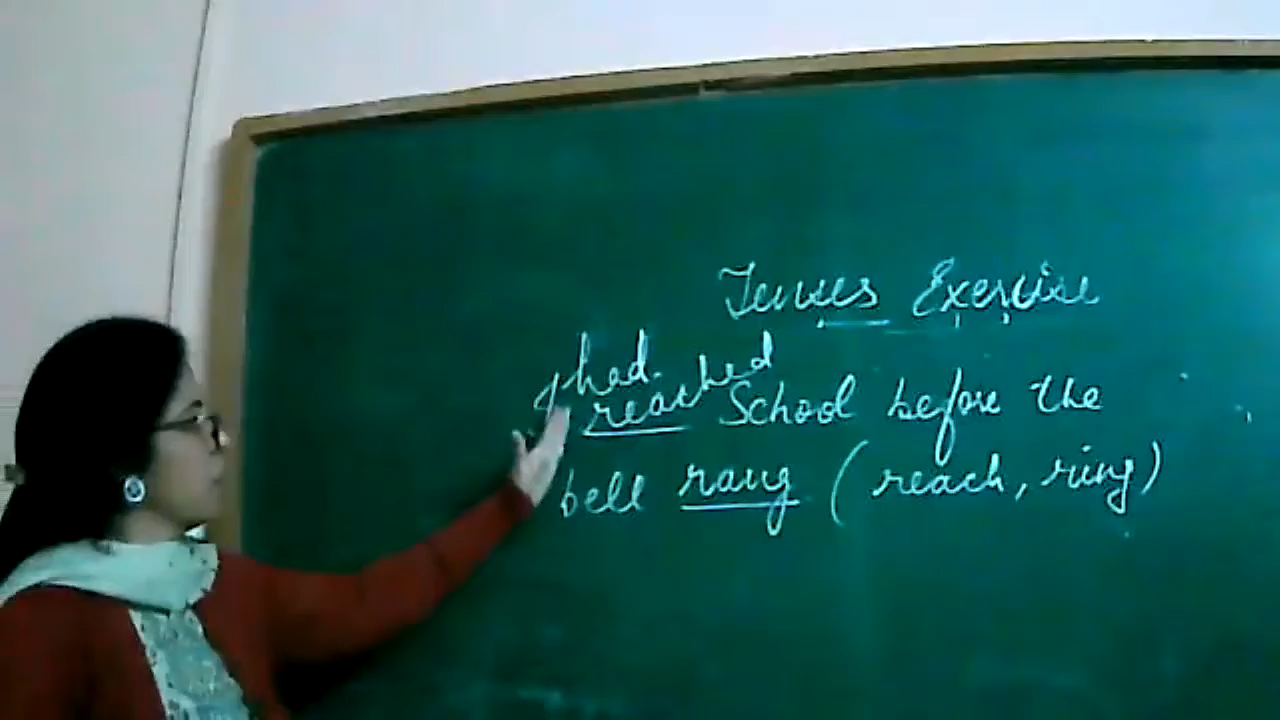 Tenses Exercise
I had reached School before the
bell rang (reach, ring)